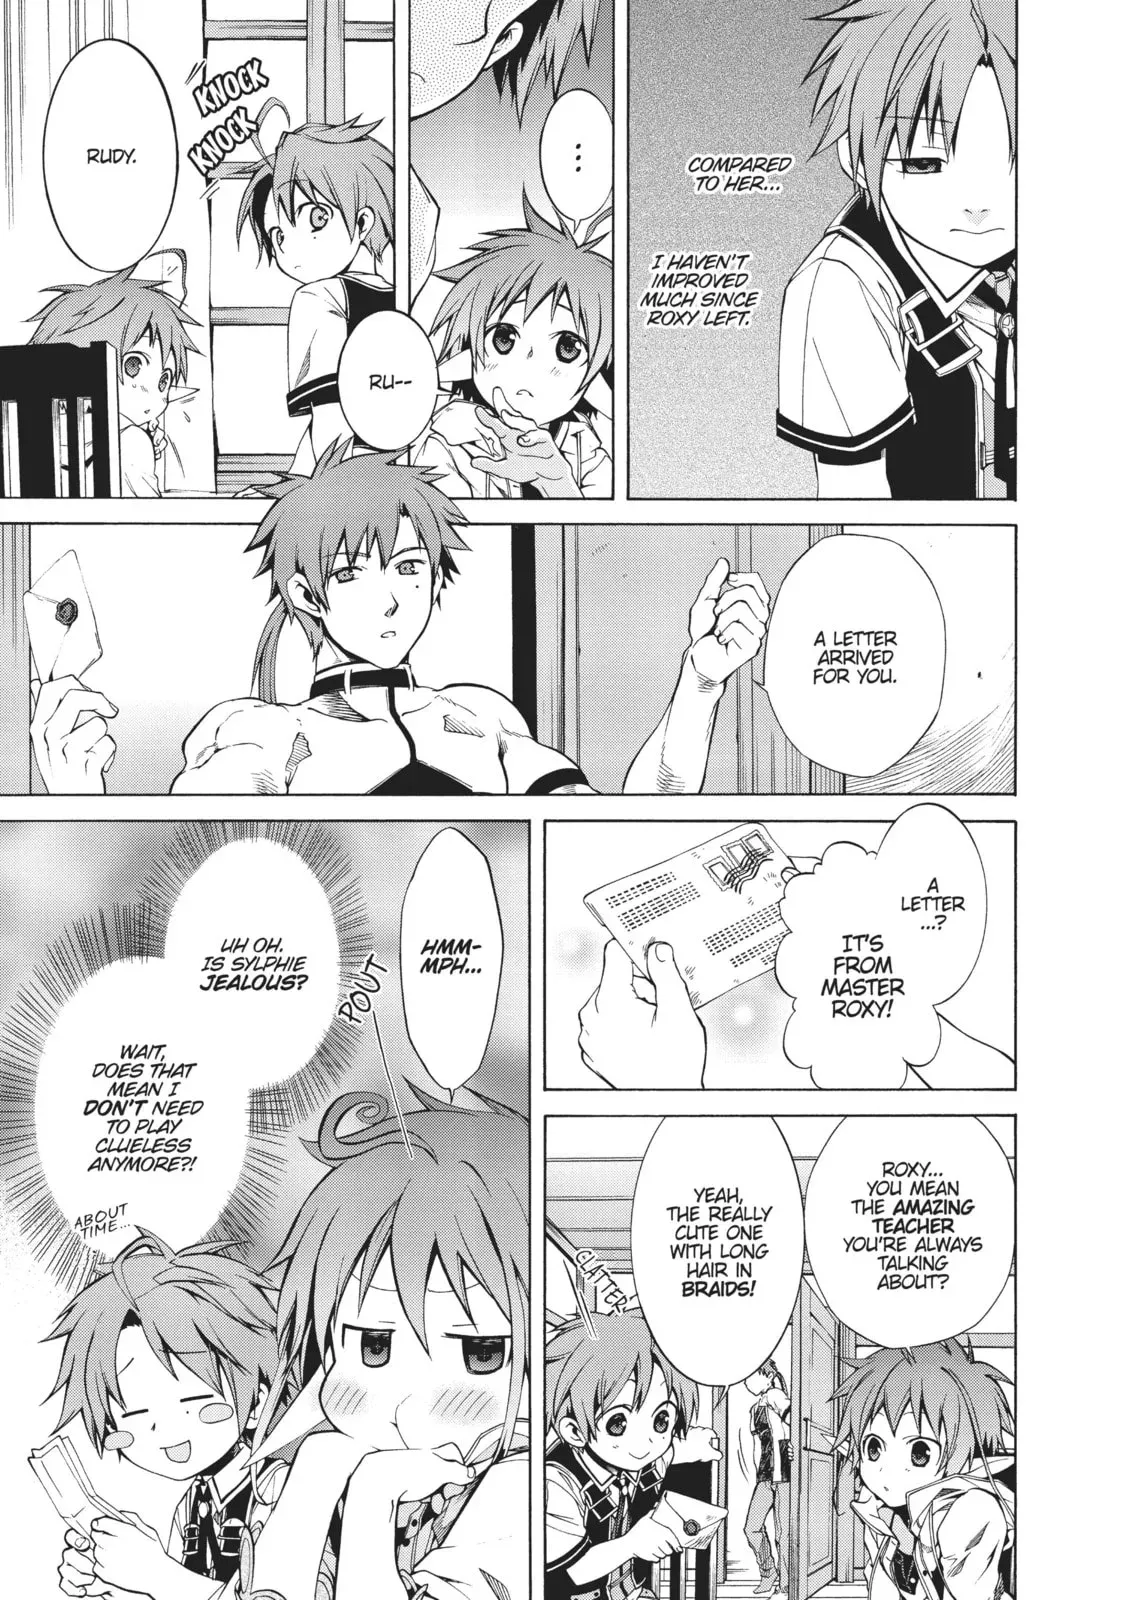 COMPARED
TO HER...
I HAVEN'T
IMPROVED
MUCH SINCE
ROXY LEFT.
...
RU--
KNOCK
KNOCK
RUDY.
A LETTER
ARRIVED
FOR YOU.
A
LETTER
...?
IT'S
FROM
MASTER
ROXY!
ROXY...
YOU MEAN
THE AMAZING
TEACHER
YOU'RE ALWAYS
TALKING
ABOUT?
YEAH,
THE REALLY
CUTE ONE
WITH LONG
HAIR IN
BRAIDS!
CLATTER
HMM-
MPH...
POUT
UH OH.
IS SYLPHIE
JEALOUS?
WAIT,
DOES THAT
MEAN I
DON'T NEED
TO PLAY
CLUELESS
ANYMORE?!
ABOUT
TIME...